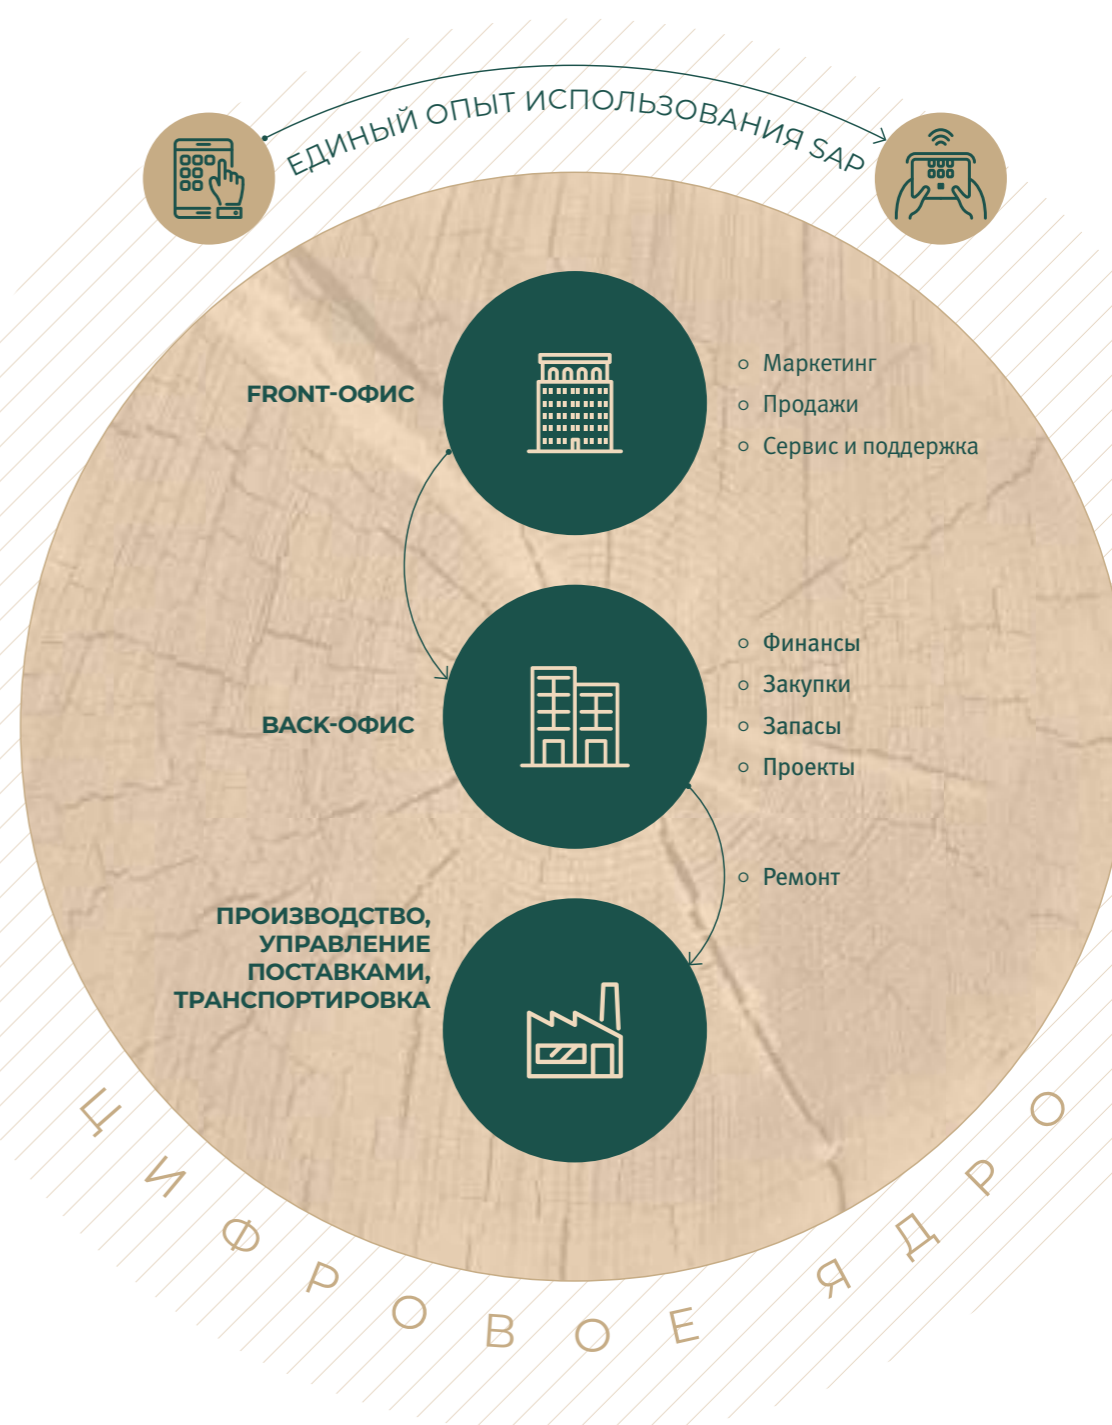 ЕДИНЫЙ ОПЫТ ИСПОЛЬЗОВАНИЯ SAP
FRONT-ОФИС
Маркетинг
Продажи
Сервис и поддержка
BACK-ОФИС
Финансы
Закупки
Запасы
Проекты
Ремонт
ПРОИЗВОДСТВО,
УПРАВЛЕНИЕ
ПОСТАВКАМИ,
ТРАНСПОРТИРОВКА
ЦИФРОВОЕ ЯДРО